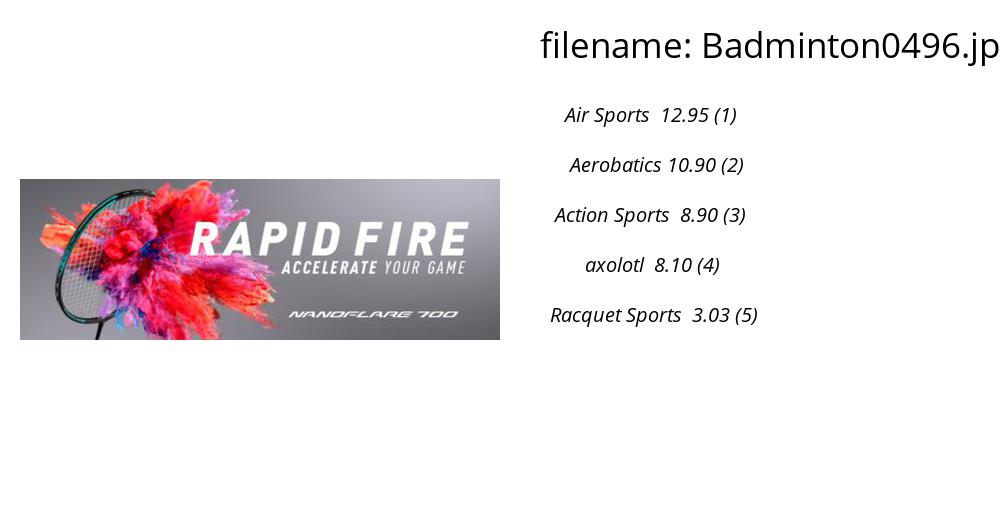 filename: Badminton0496.jp
Air Sports 12.95 (1)
Aerobatics 10.90 (2)
Action Sports 8.90 (3)
axolotl 8.10 (4)
Racquet Sports 3.03 (5)
RAPID FIRE
ACCELERATE YOUR GAME
NANOFLARE 700